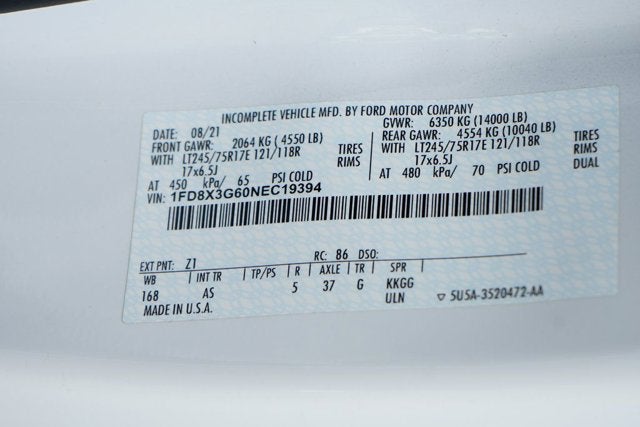 INCOMPLETE VEHICLE MFD. BY FORD MOTOR COMPANY
DATE: 08/21 GVWR: 6350 KG (14000 LB)
FRONT GAWR: 2064 KG ( 4550 LB) REAR GAWR: 4554 KG (10040 LB)
WITH LT245/75R17E 121/118R TIRES WITH LT245/75R17E 121/118R TIRES
17x6.5J RIMS 17x6.5J RIMS
AT 450 kPa/ 65 PSI COLD AT 480 kPa/ 70 PSI COLD DUAL
VIN: 1FD8X3G60NEC19394
EXT PNT: Z1 RC: 86 DSO:
WB INT TR TP/PS R AXLE TR SPR
168 AS 5 37 G KKGG
MADE IN U.S.A. ULN ▽ 5U5A-3520472-AA